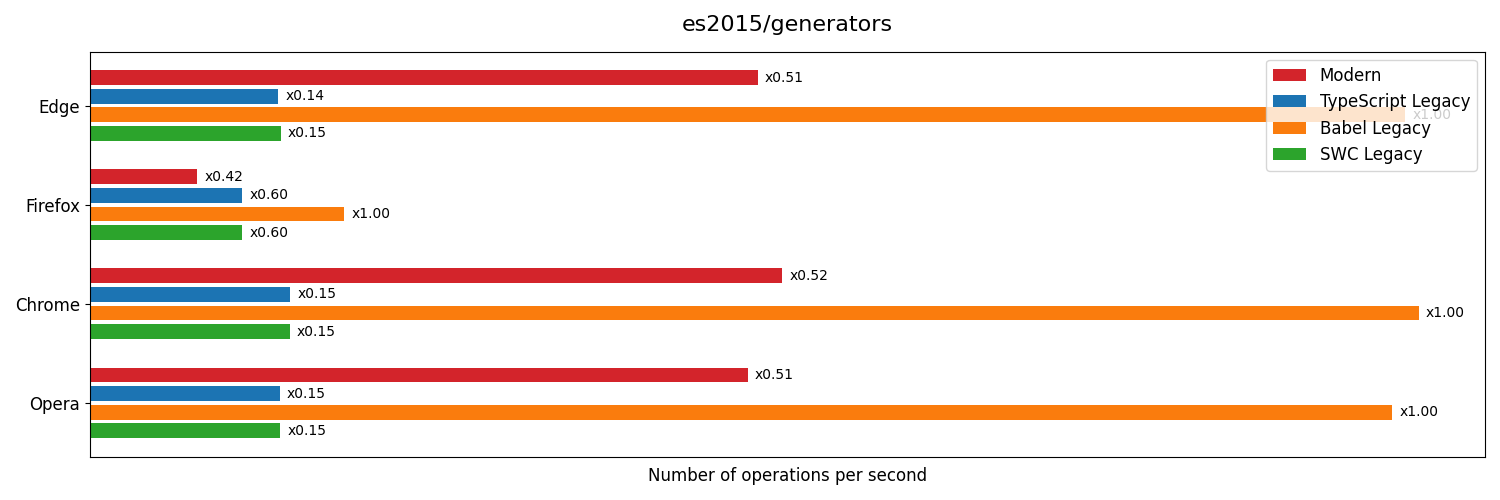 es2015/generators
Edge
x0.51
x0.14
x1.00
x0.15
Modern
TypeScript Legacy
Babel Legacy
SWC Legacy
Firefox
x0.42
x0.60
x1.00
x0.60
Chrome
x0.52
x0.15
x1.00
x0.15
Opera
x0.51
x0.15
x1.00
x0.15
Number of operations per second